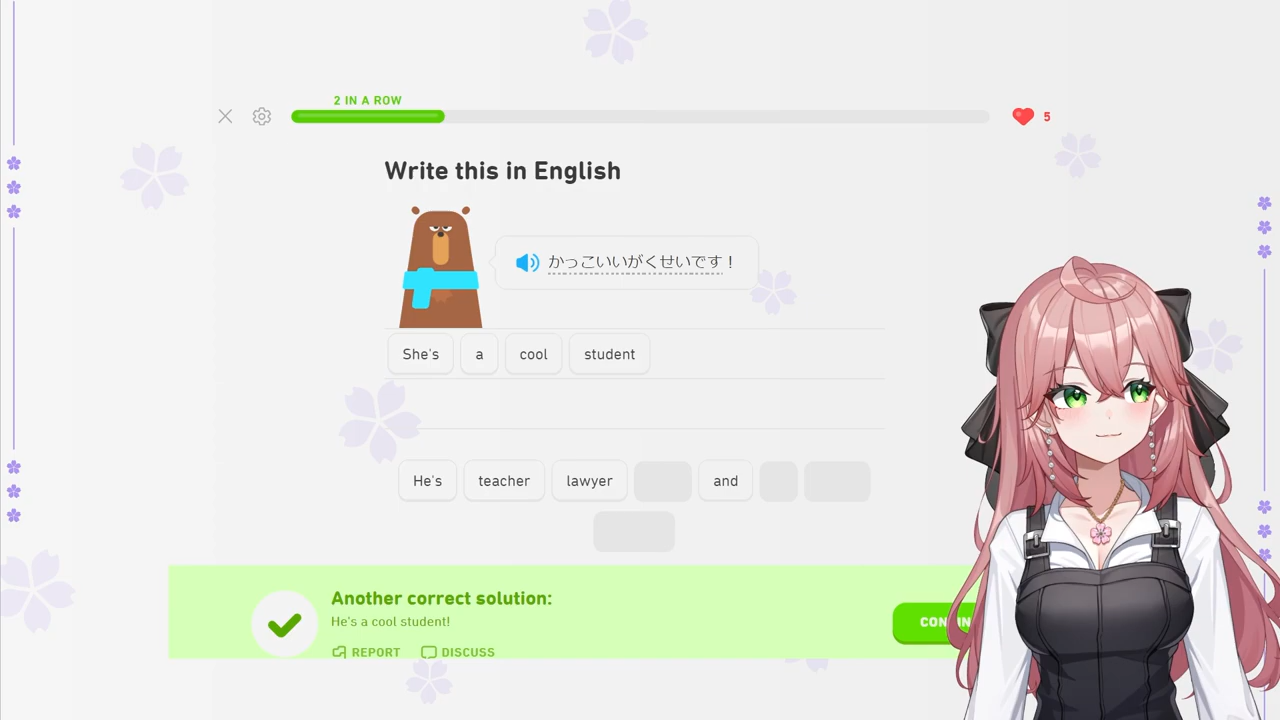 2 IN A ROW
5
Write this in English
かっこいいがくせいです！
She's a cool student
He's teacher lawyer and
Another correct solution:
He's a cool student!
REPORT DISCUSS